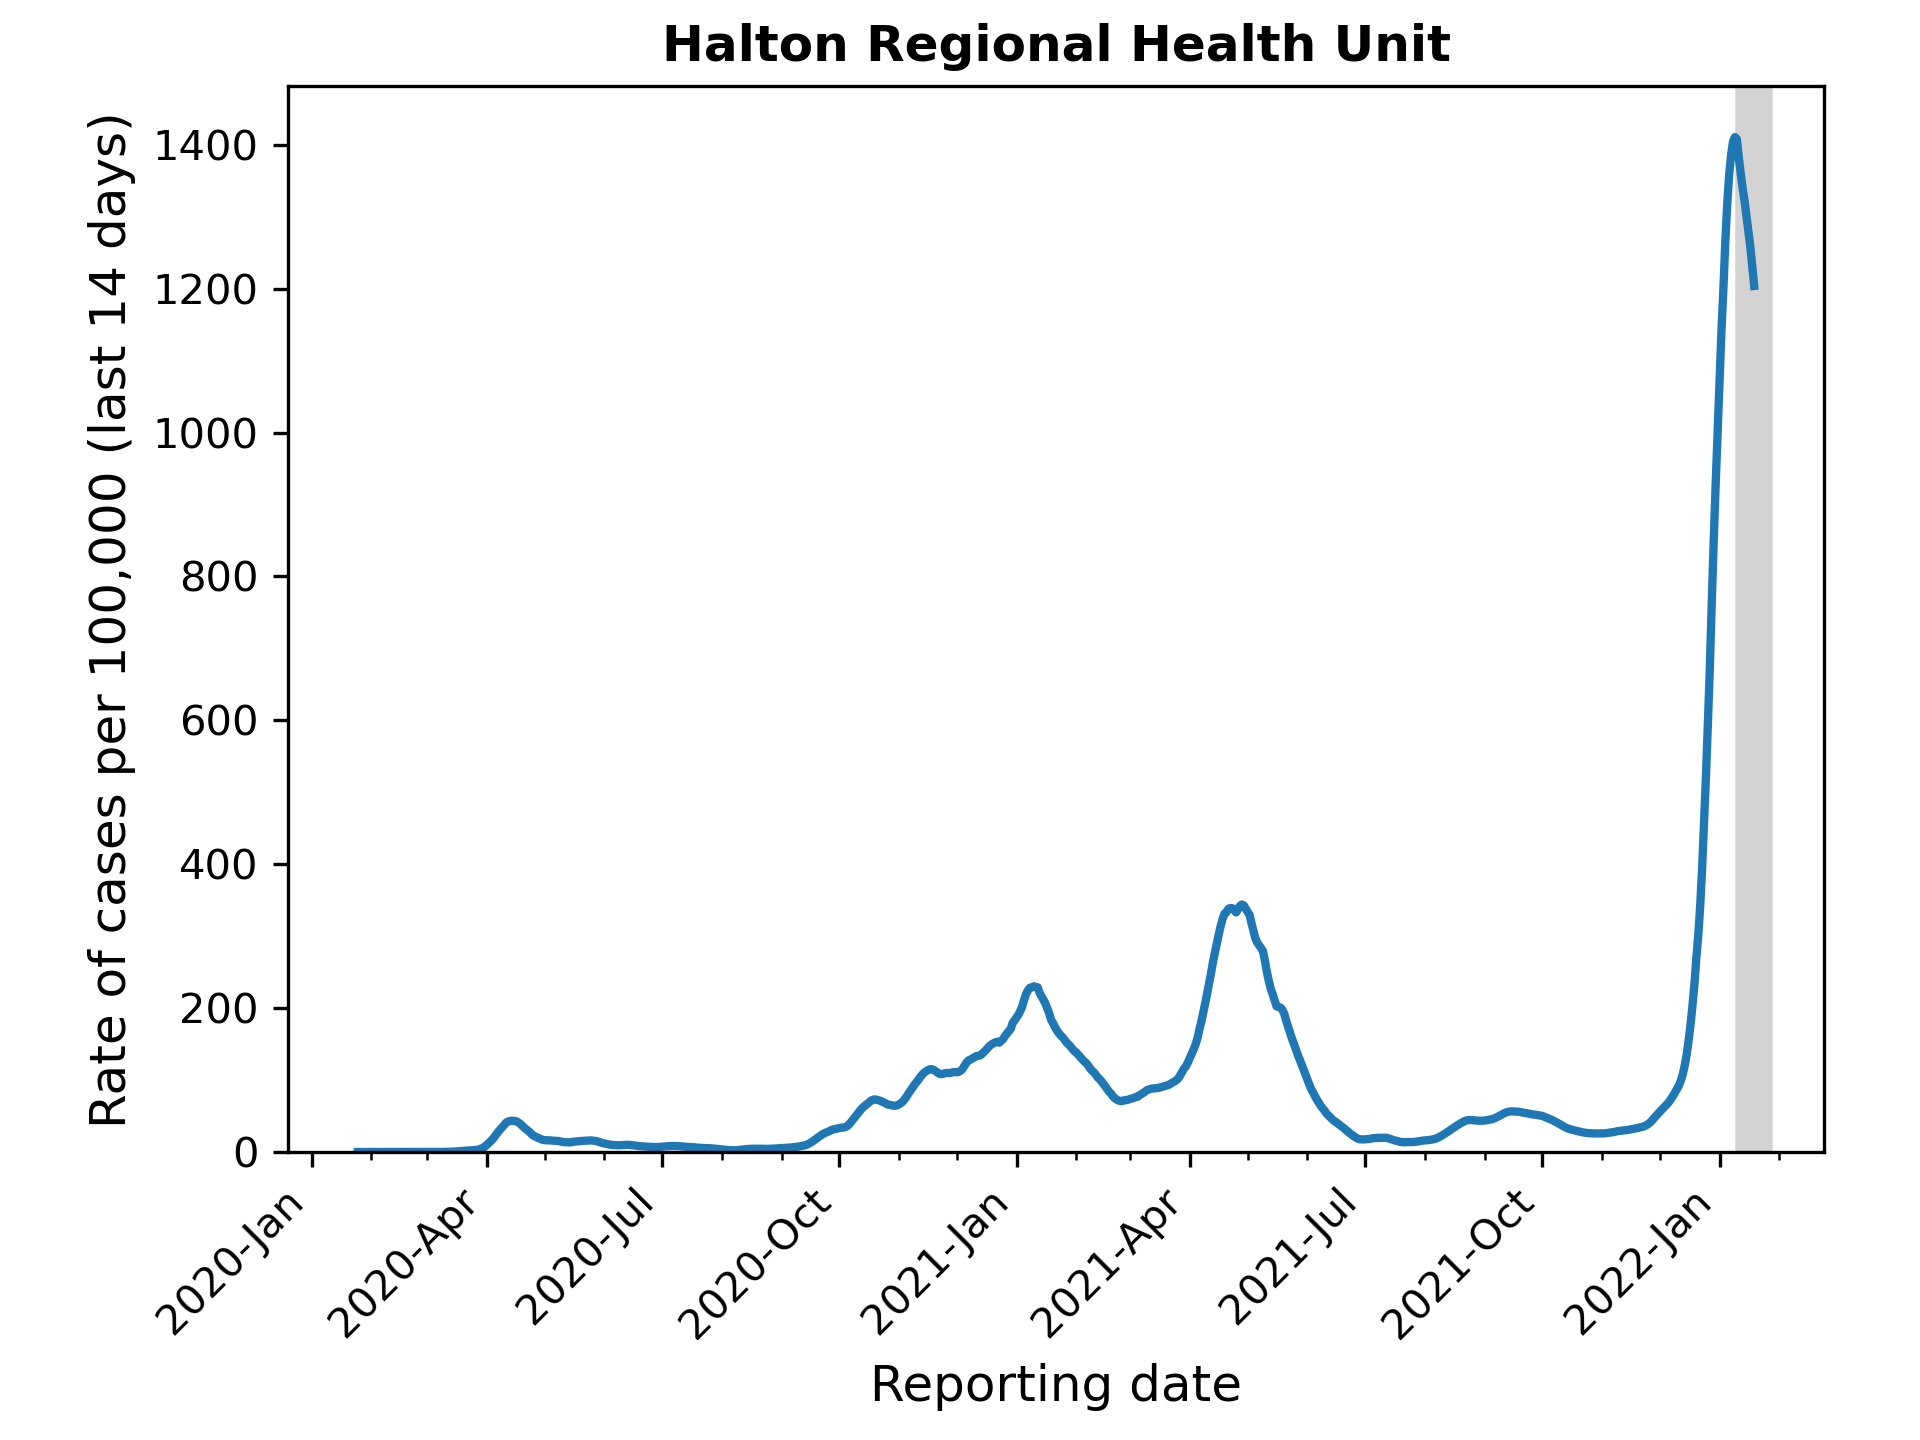 Halton Regional Health Unit
Rate of cases per 100,000 (last 14 days)
1400
1200
1000
800
600
400
200
0
2020-Jan
2020-Apr
2020-Jul
2020-Oct
2021-Jan
2021-Apr
2021-Jul
2021-Oct
2022-Jan
Reporting date